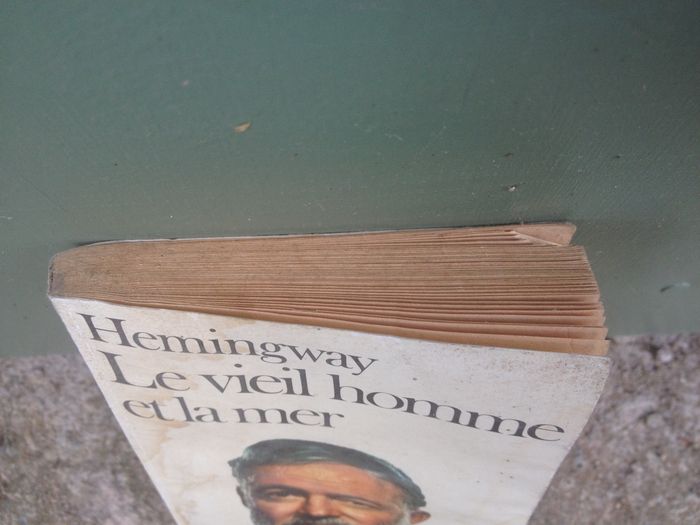 Hemingway
Le vieil homme
et la mer